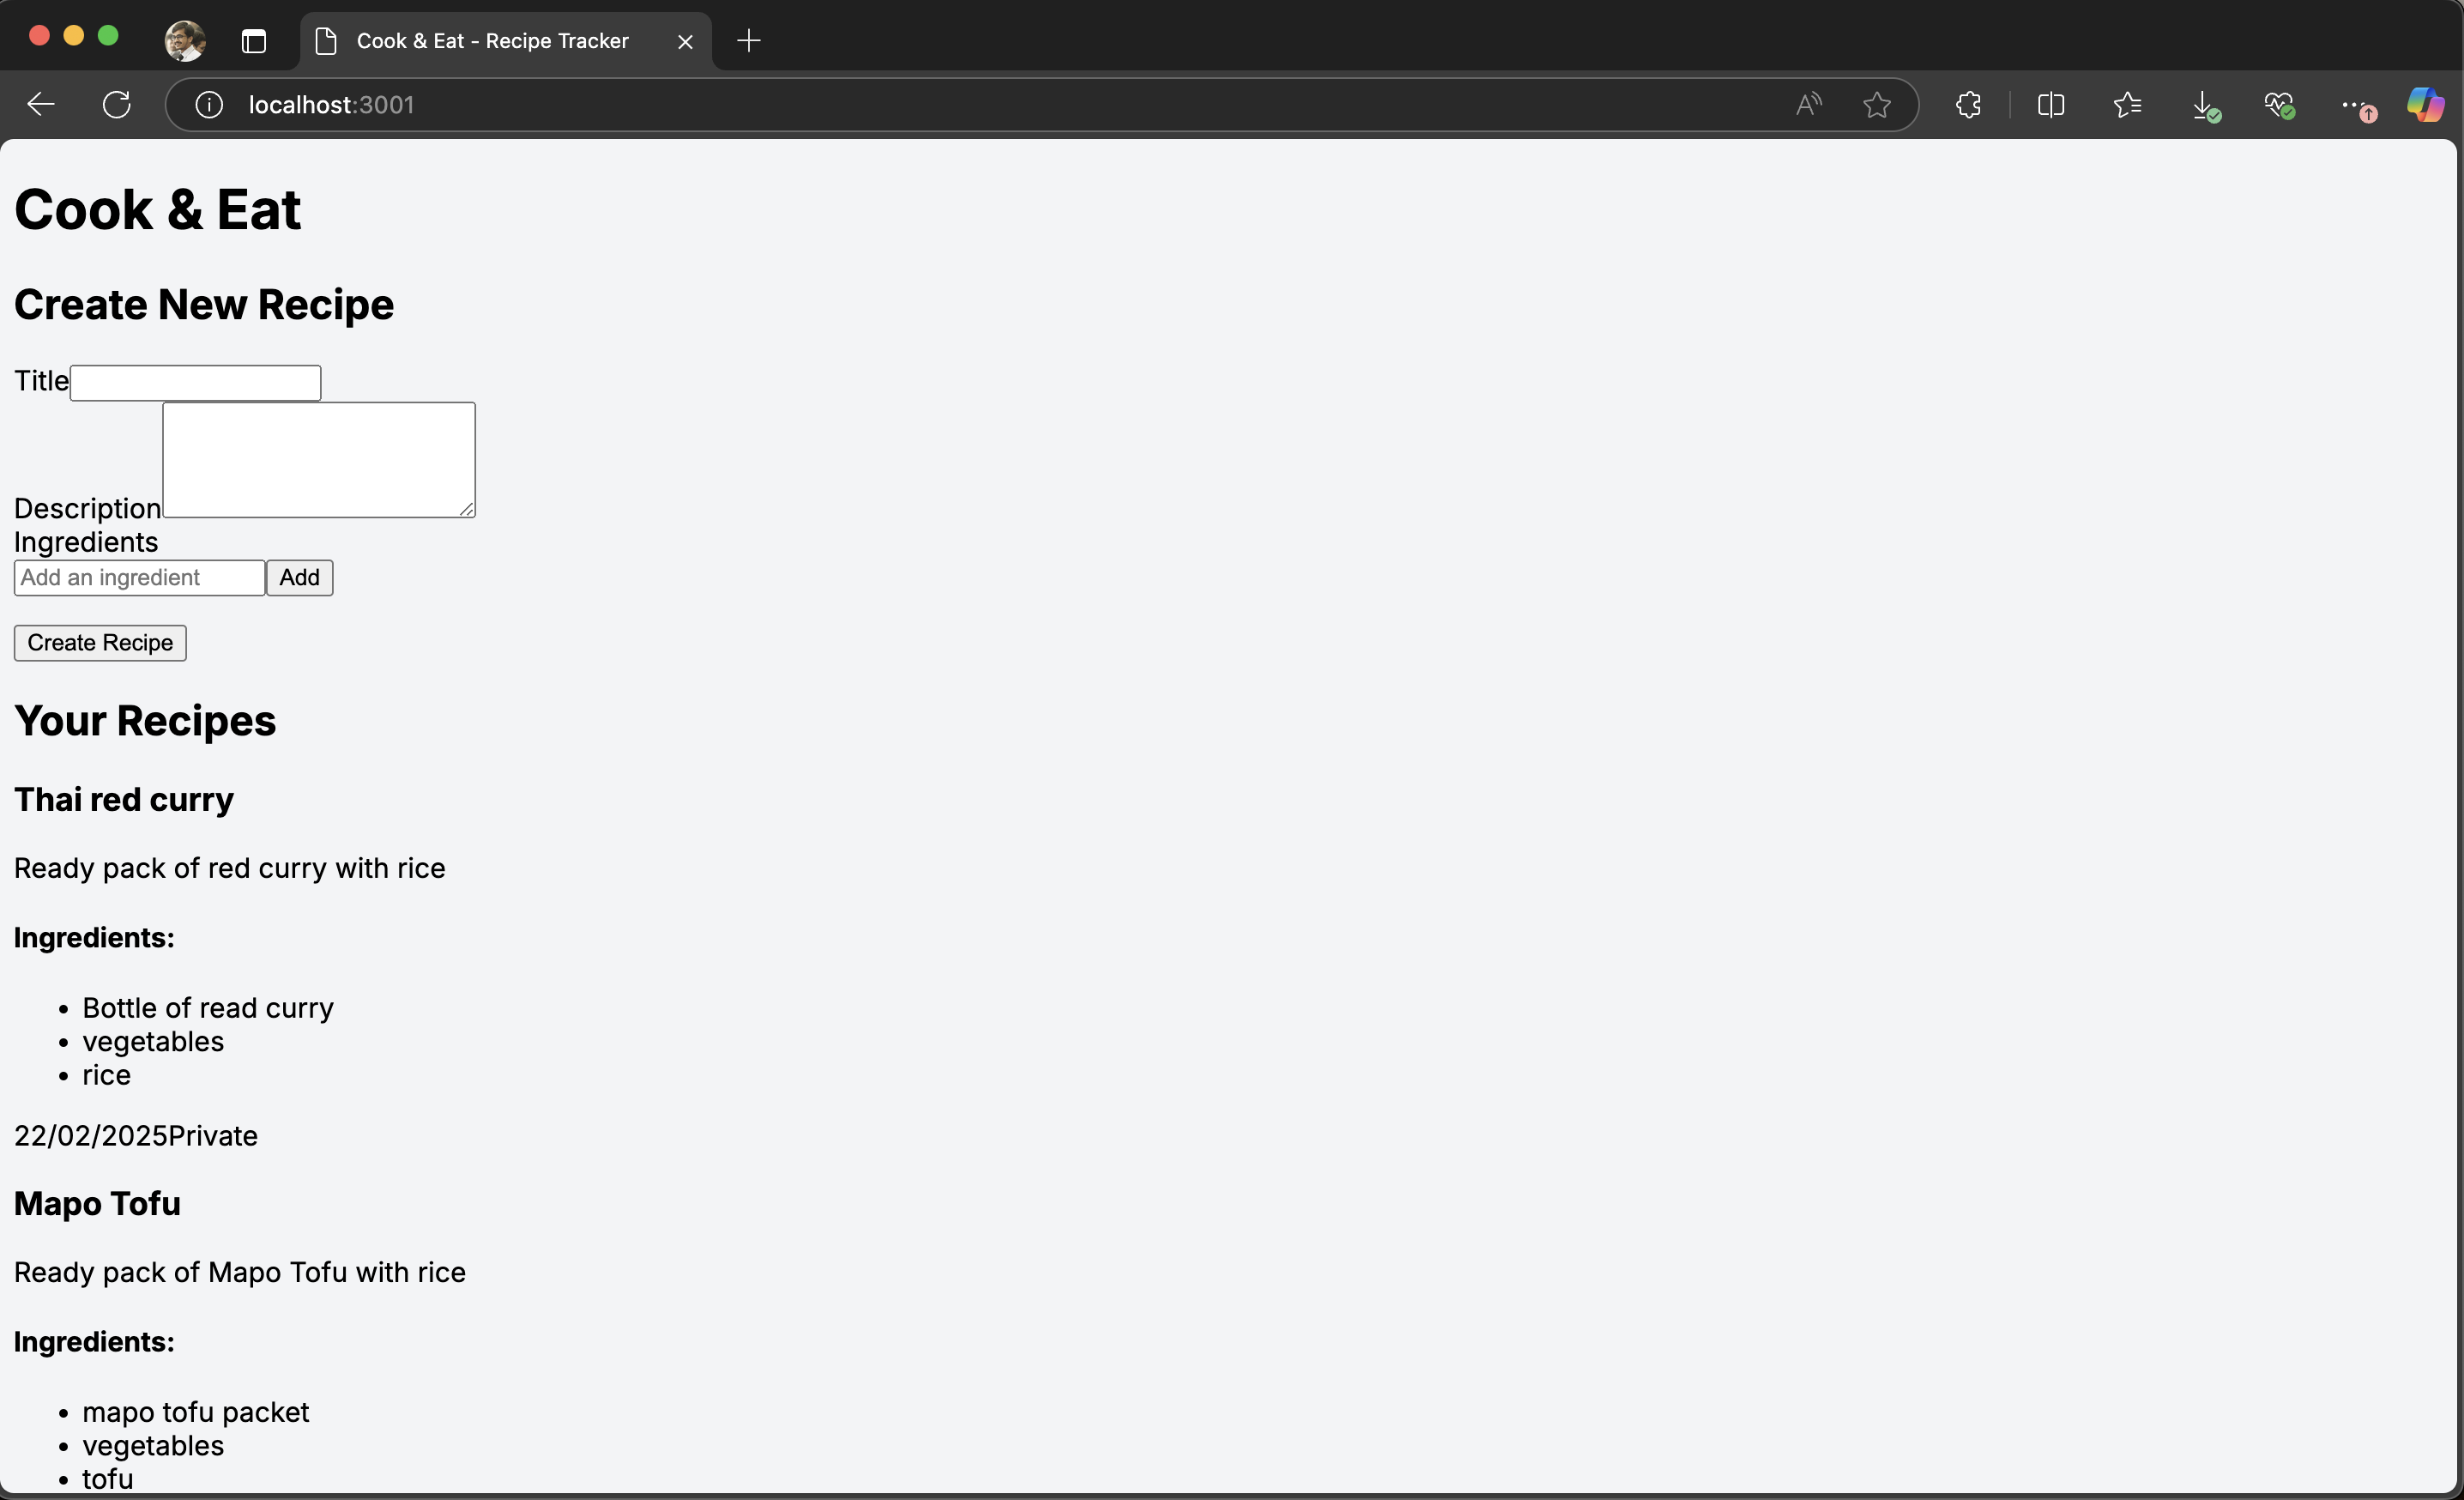 Cook & Eat - Recipe Tracker
localhost:3001
Cook & Eat
Create New Recipe
Title
Description
Ingredients
Add an ingredient Add
Create Recipe
Your Recipes
Thai red curry
Ready pack of red curry with rice
Ingredients:
• Bottle of read curry
• vegetables
• rice
22/02/2025Private
Mapo Tofu
Ready pack of Mapo Tofu with rice
Ingredients:
• mapo tofu packet
• vegetables
• tofu